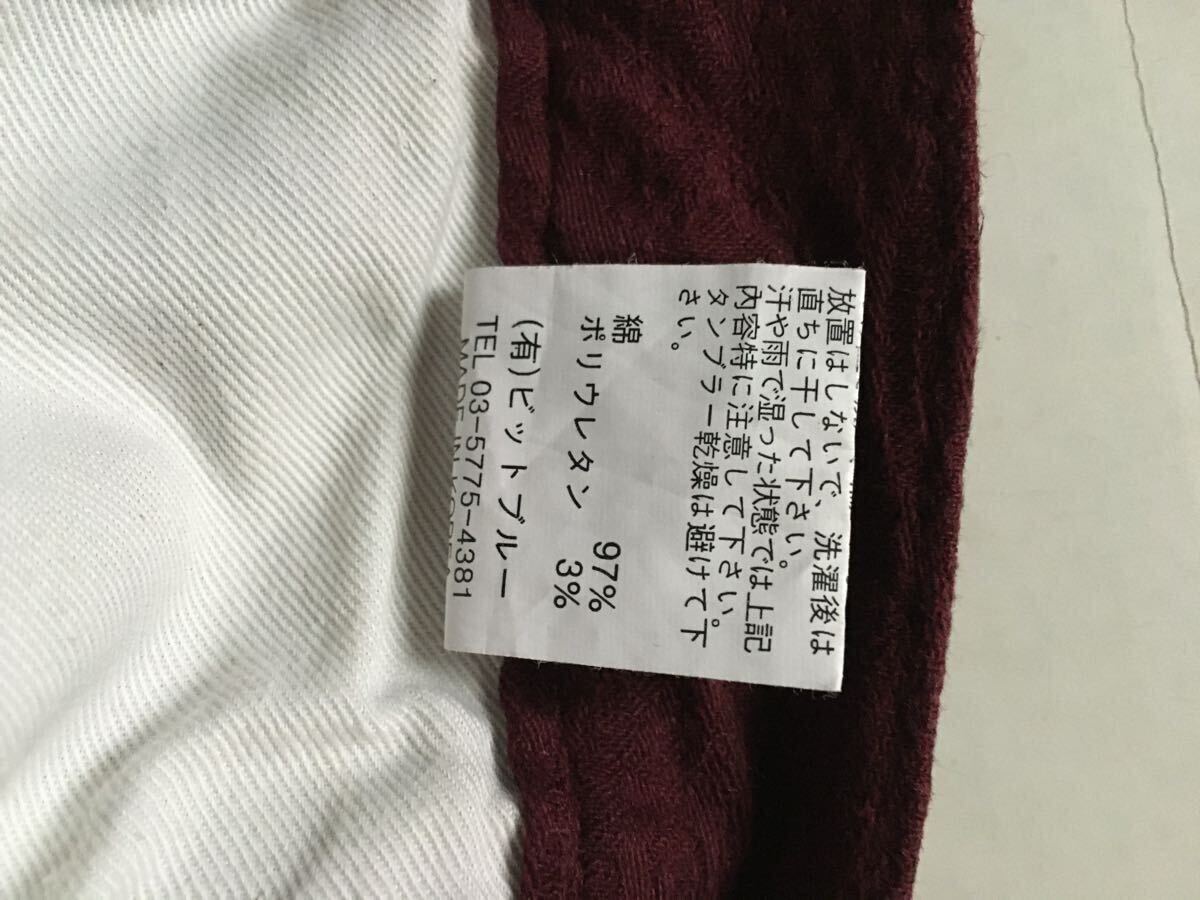 放置はしないで、洗濯後は
直ちに干して下さい。
汗や雨で湿った状態では上記
内容特に注意して下さい。
タンブラー乾燥は避けて下
さい。
綿 97%
ポリウレタン 3%
(有)ビットブルー
TEL 03-5775-4381
MADE IN KOREA